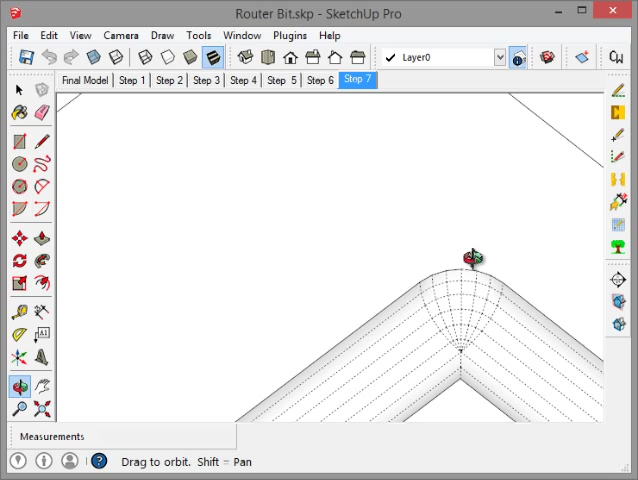 Router Bit.skp - SketchUp Pro
File Edit View Camera Draw Tools Window Plugins Help
Layer0
Final Model Step 1 Step 2 Step 3 Step 4 Step 5 Step 6 Step 7
A1
Measurements
Drag to orbit. Shift = Pan